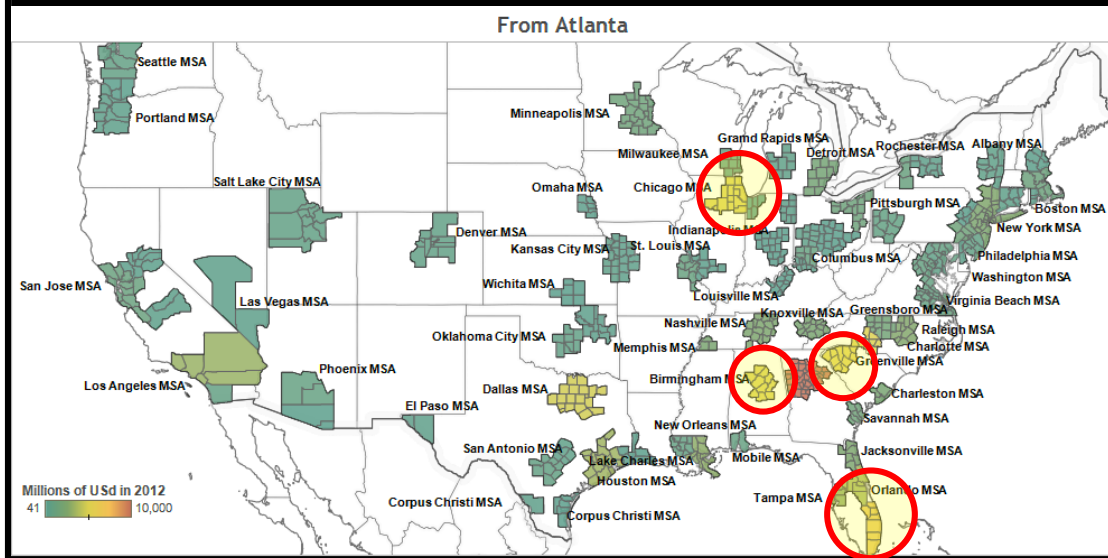 From Atlanta
Seattle MSA
Portland MSA
Minneapolis MSA
Grand Rapids MSA
Milwaukee MSA
Detroit MSA
Rochester MSA
Albany MSA
Salt Lake City MSA
Omaha MSA
Chicago MSA
Pittsburgh MSA
Boston MSA
Denver MSA
Indianapolis MSA
New York MSA
Kansas City MSA
St. Louis MSA
Columbus MSA
Philadelphia MSA
Washington MSA
San Jose MSA
Las Vegas MSA
Wichita MSA
Louisville MSA
Virginia Beach MSA
Knoxville MSA
Greensboro MSA
Nashville MSA
Raleigh MSA
Oklahoma City MSA
Memphis MSA
Charlotte MSA
Greenville MSA
Phoenix MSA
Birmingham MSA
Los Angeles MSA
Dallas MSA
Charleston MSA
El Paso MSA
Savannah MSA
New Orleans MSA
San Antonio MSA
Lake Charles MSA
Mobile MSA
Jacksonville MSA
Houston MSA
Orlando MSA
Tampa MSA
Corpus Christi MSA
Corpus Christi MSA
Millions of USd in 2012
41 10,000